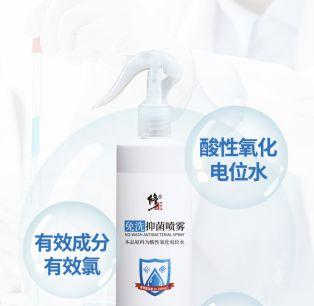 酸性氧化
电位水
修
免洗抑菌喷雾
NO-WASH ANTIBACTERIAL SPRAY
本品原料为酸性氧化电位水
有效成分
有效氯